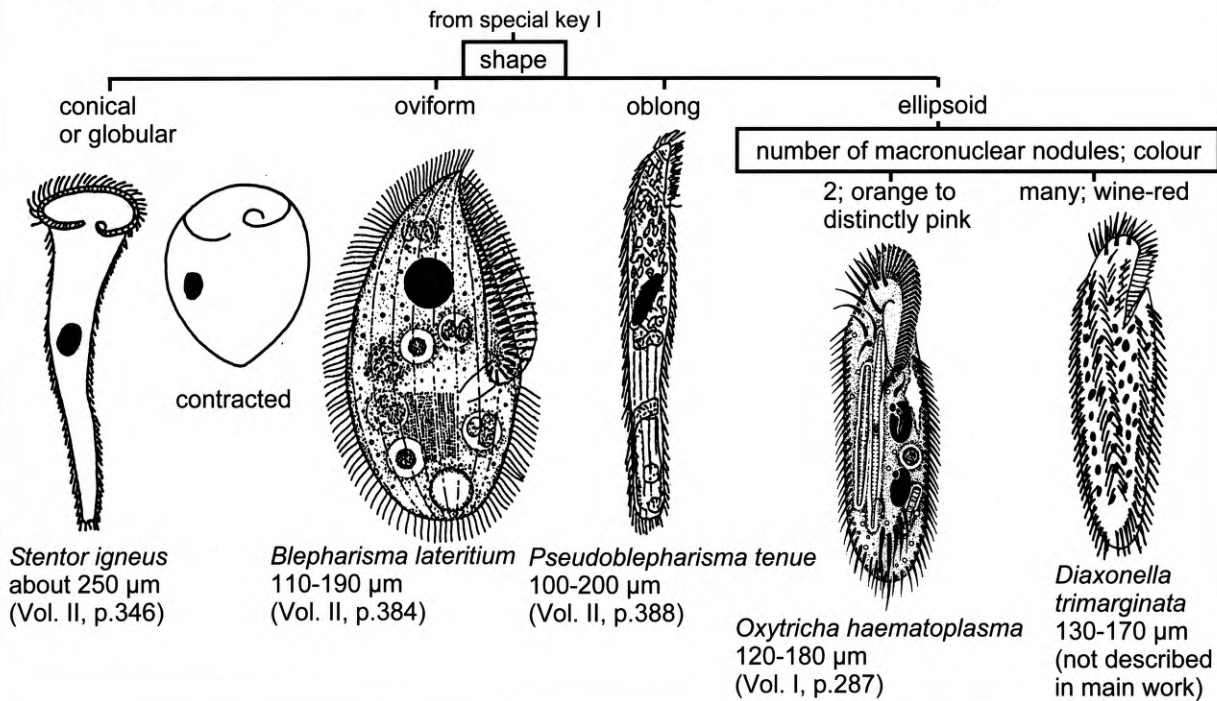 from special key I
shape
conical
or globular
oviform
oblong
ellipsoid
number of macronuclear nodules; colour
2; orange to
distinctly pink
many; wine-red
contracted
Stentor igneus
about 250 µm
(Vol. II, p.346)
Blepharisma lateritium
110-190 µm
(Vol. II, p.384)
Pseudoblepharisma tenue
100-200 µm
(Vol. II, p.388)
Oxytricha haematoplasma
120-180 µm
(Vol. I, p.287)
Diaxonella
trimarginata
130-170 µm
(not described
in main work)